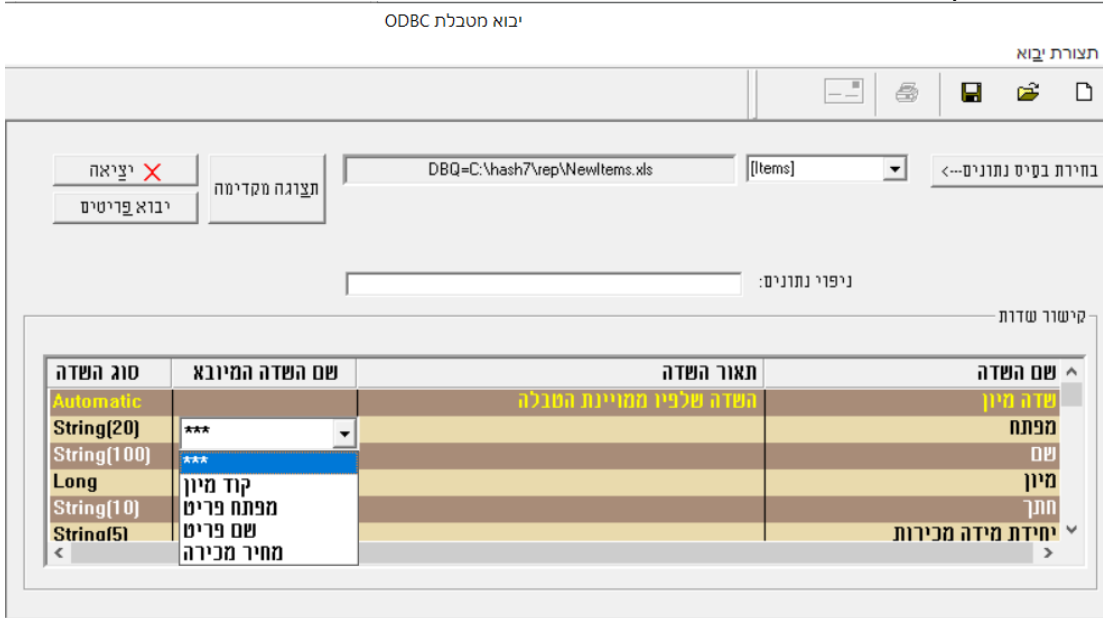 יבוא מטבלת ODBC
תצורת יבוא
בחירת בסיס נתונים--->
[Items]
DBQ=C:\hash7\rep\NewItems.xls
תצוגה מקדימה
יציאה
יבוא פריטים
ניפוי נתונים:
קישור שדות
שם השדה תאור השדה שם השדה המיובא סוג השדה
שדה מיון השדה שלפיו ממויינת הטבלה Automatic
מפתח *** String(20)
שם *** String(100)
מיון קוד מיון Long
חתך מפתח פריט String(10)
יחידת מידה מכירות שם פריט String(5)
מחיר מכירה